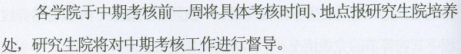 各学院于中期考核前一周将具体考核时间、地点报研究生院培养
处，研究生院将对中期考核工作进行督导。